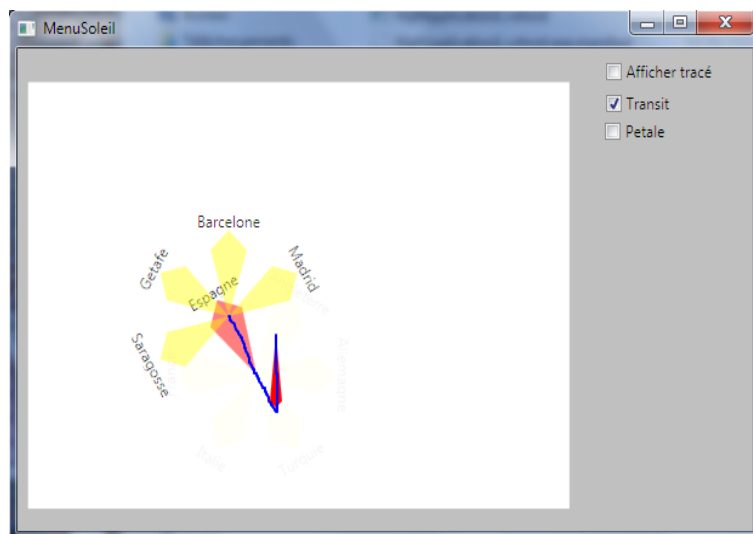 MenuSoleil
Afficher tracé
Transit
Petale
Barcelone
Getafe
Madrid
Espagne
Saragosse
Allemagne
Italie
Turquie